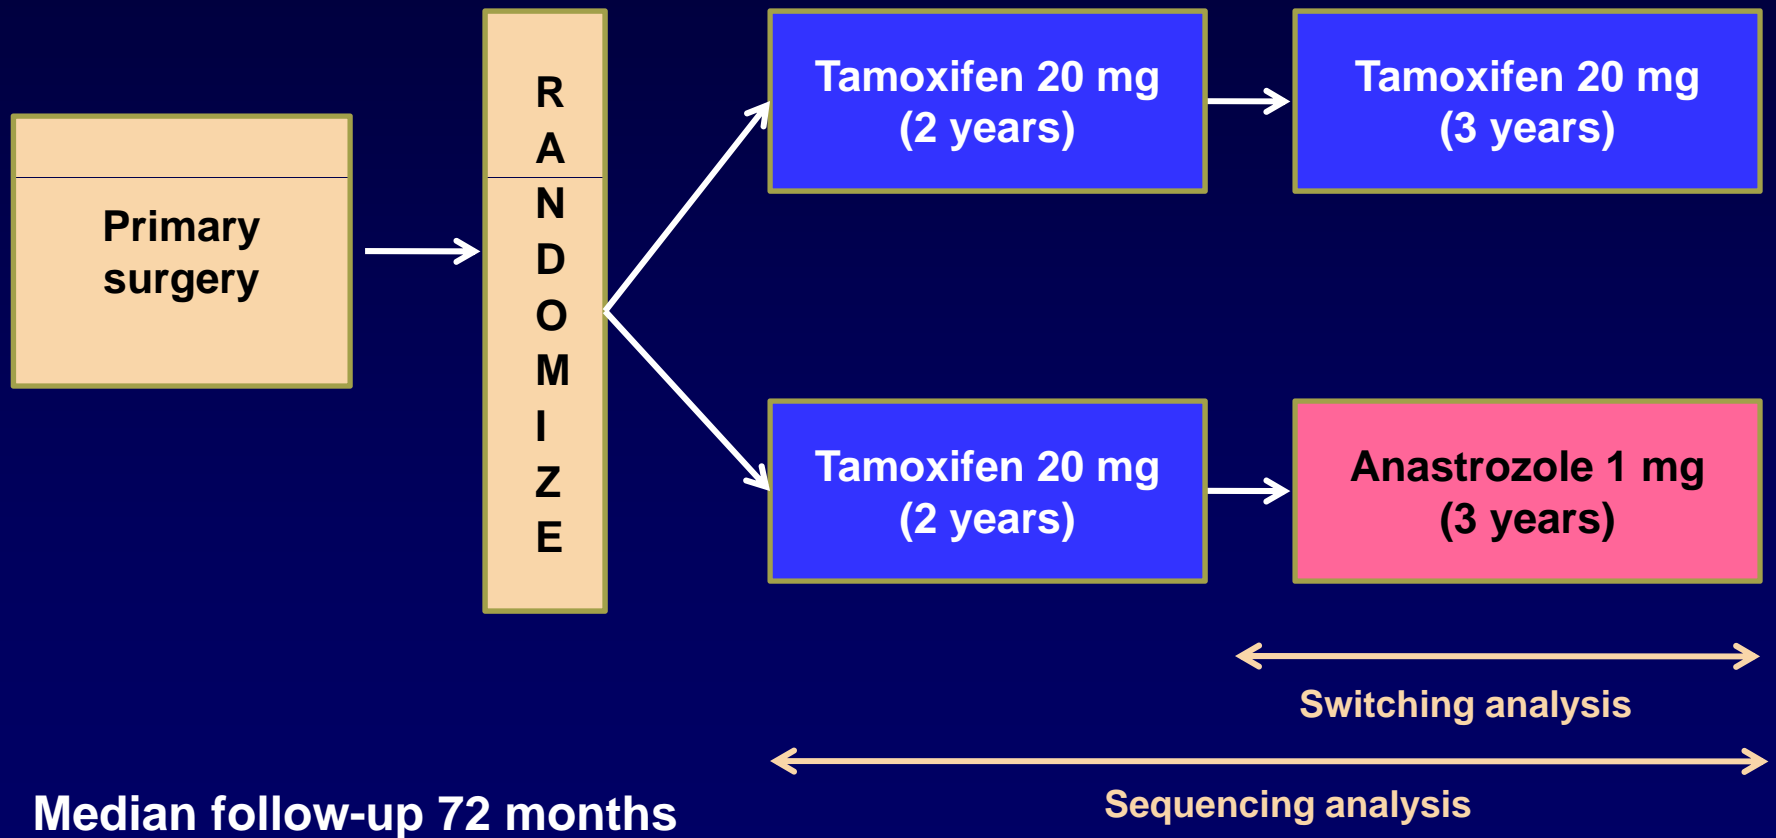 Primary
surgery
R
A
N
D
O
M
I
Z
E
Tamoxifen 20 mg
(2 years)
Tamoxifen 20 mg
(3 years)
Tamoxifen 20 mg
(2 years)
Anastrozole 1 mg
(3 years)
Switching analysis
Sequencing analysis
Median follow-up 72 months